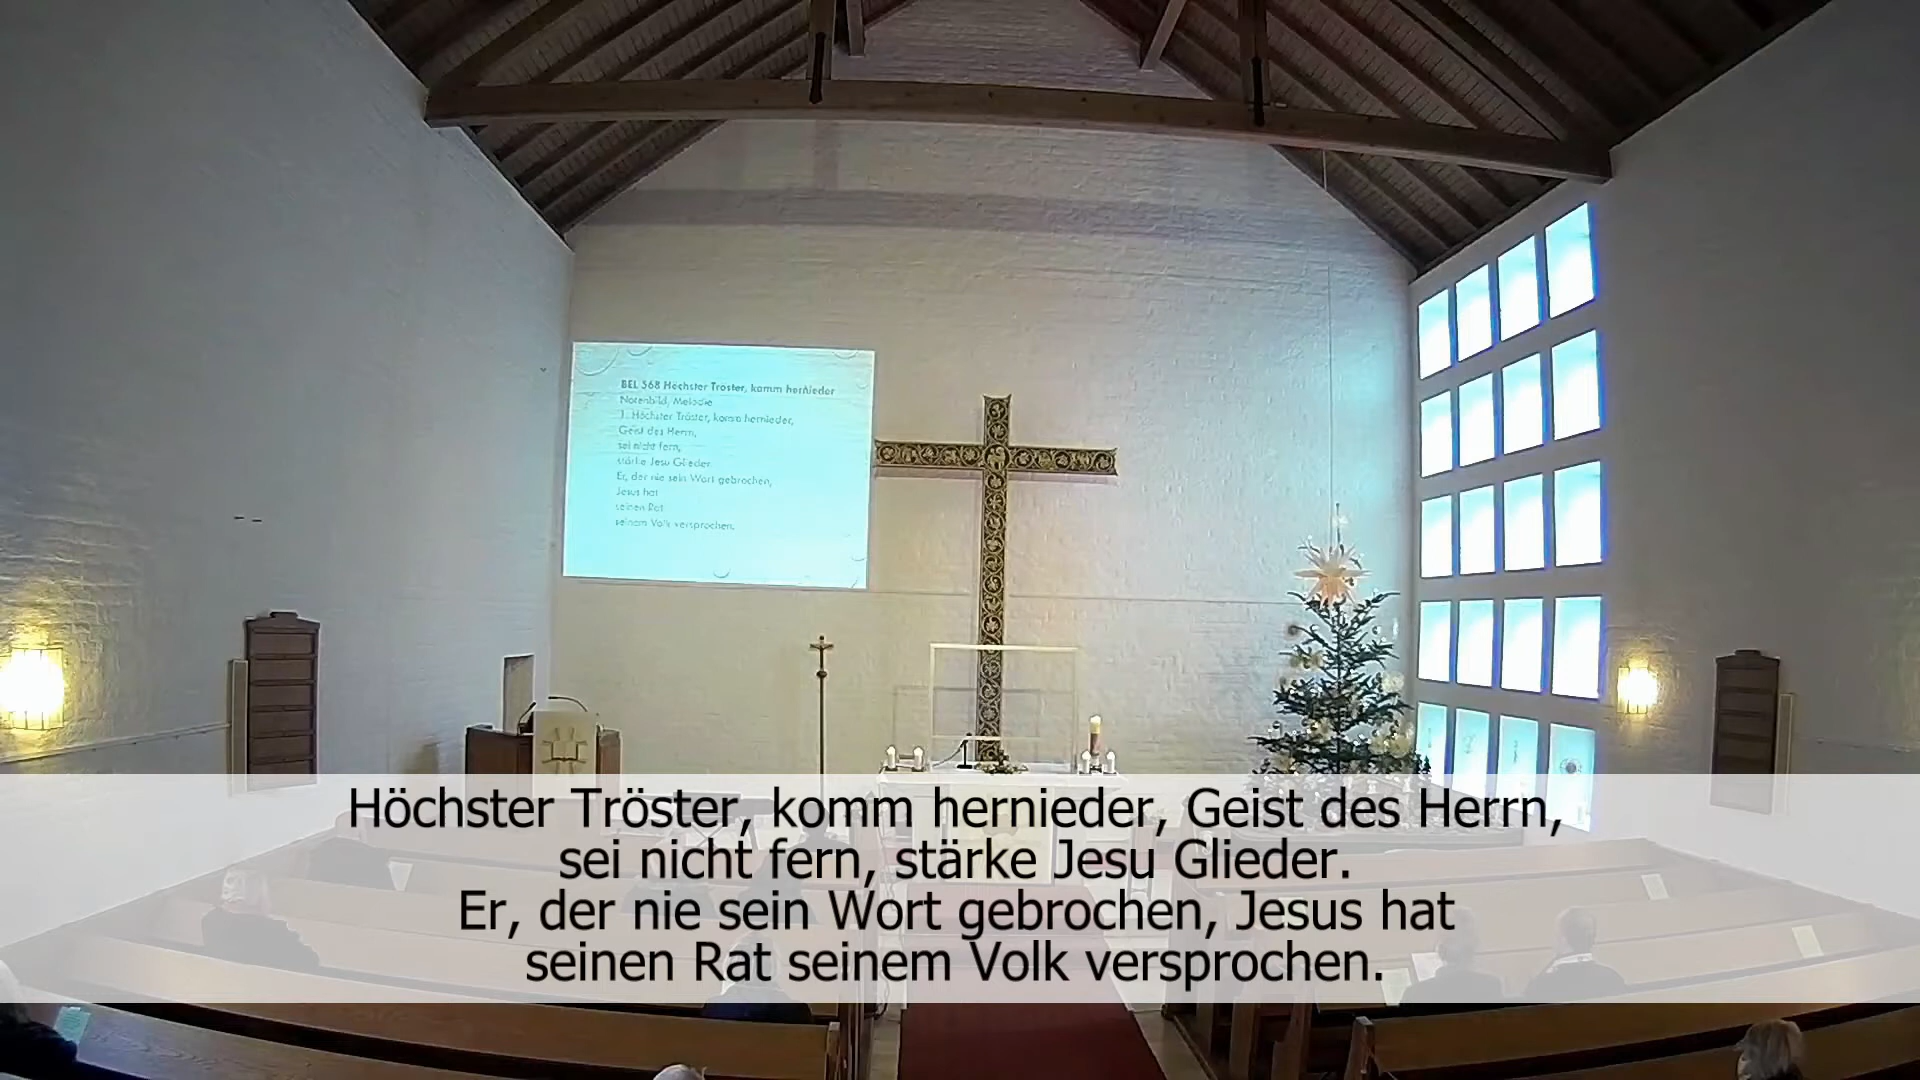 BEL 568 Höchster Tröster, komm hernieder
Notenbild, Melodie
1. Höchster Tröster, komm hernieder,
Geist des Herrn,
sei nicht fern,
stärke Jesu Glieder.
Er, der nie sein Wort gebrochen,
Jesus hat
seinen Rat
seinem Volk versprochen.
Höchster Tröster, komm hernieder, Geist des Herrn,
sei nicht fern, stärke Jesu Glieder.
Er, der nie sein Wort gebrochen, Jesus hat
seinen Rat seinem Volk versprochen.